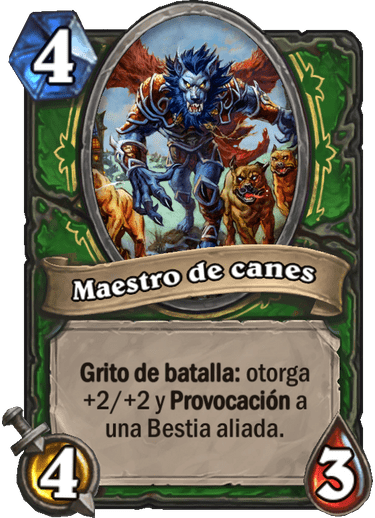 4
Maestro de canes
Grito de batalla: otorga
+2/+2 y Provocación a
una Bestia aliada.
4
3